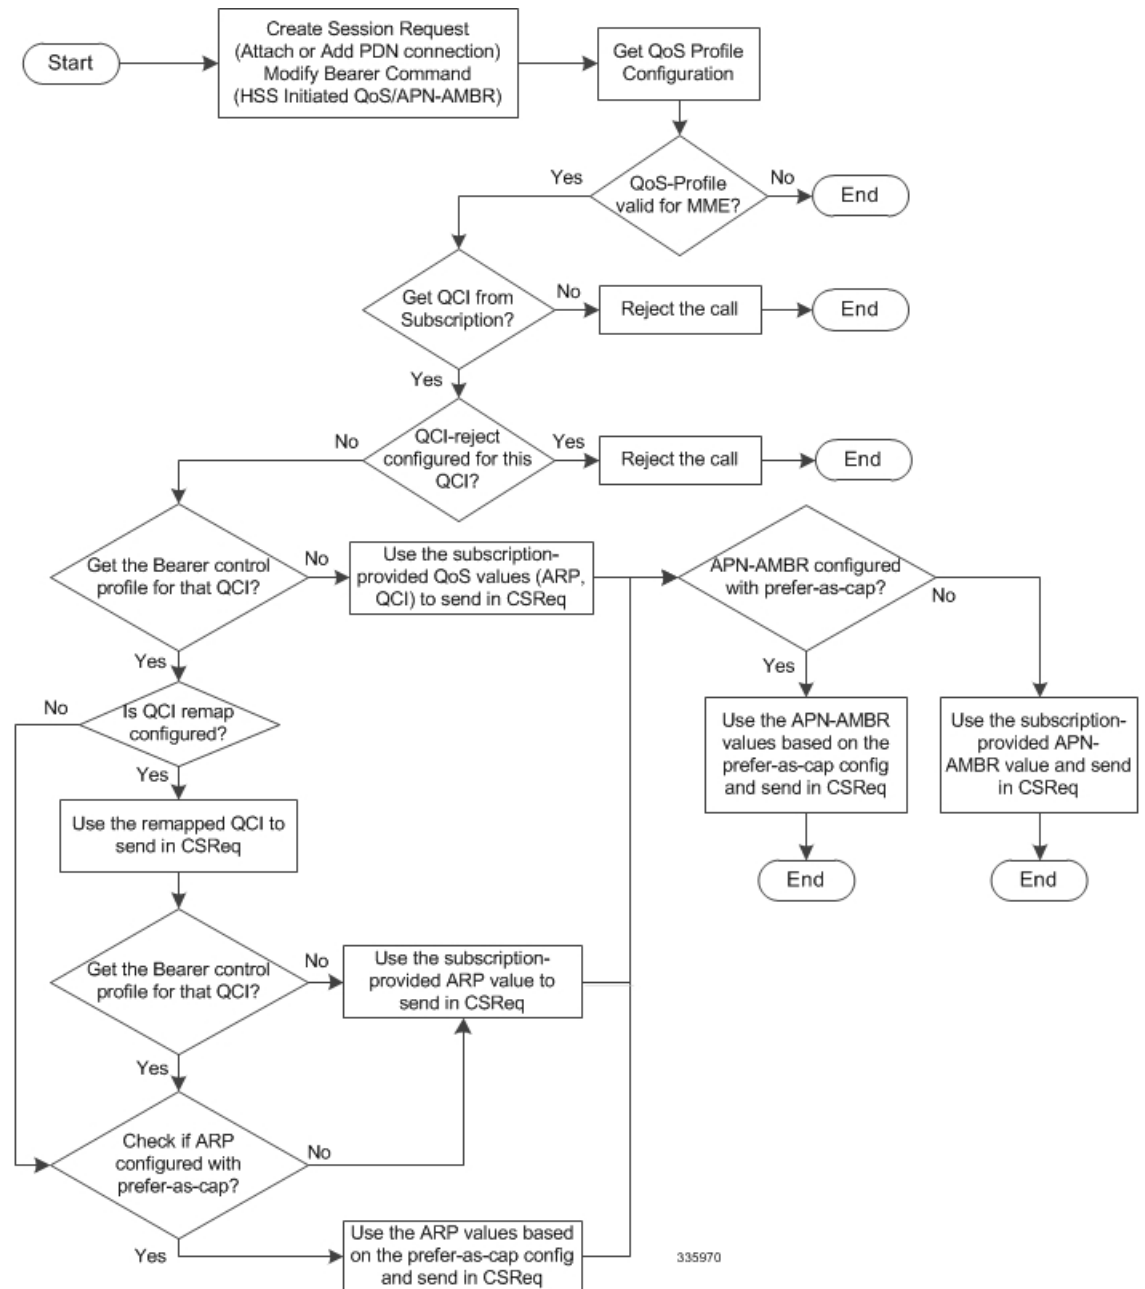 Start
Create Session Request
(Attach or Add PDN connection)
Modify Bearer Command
(HSS Initiated QoS/APN-AMBR)
Get QoS Profile
Configuration
QoS-Profile
valid for MME?
Yes
No
End
Get QCI from
Subscription?
No
Reject the call
End
Yes
QCI-reject
configured for this
QCI?
No
Yes
Reject the call
End
Get the Bearer control
profile for that QCI?
No
Use the subscription-
provided QoS values (ARP,
QCI) to send in CSReq
APN-AMBR configured
with prefer-as-cap?
No
Yes
Yes
Is QCI remap
configured?
No
Yes
Use the APN-AMBR
values based on the
prefer-as-cap config
and send in CSReq
Use the subscription-
provided APN-
AMBR value and send
in CSReq
Use the remapped QCI to
send in CSReq
End
End
Get the Bearer control
profile for that QCI?
No
Use the subscription-
provided ARP value to
send in CSReq
Yes
Check if ARP
configured with
prefer-as-cap?
No
Yes
Use the ARP values based
on the prefer-as-cap config
and send in CSReq
335970